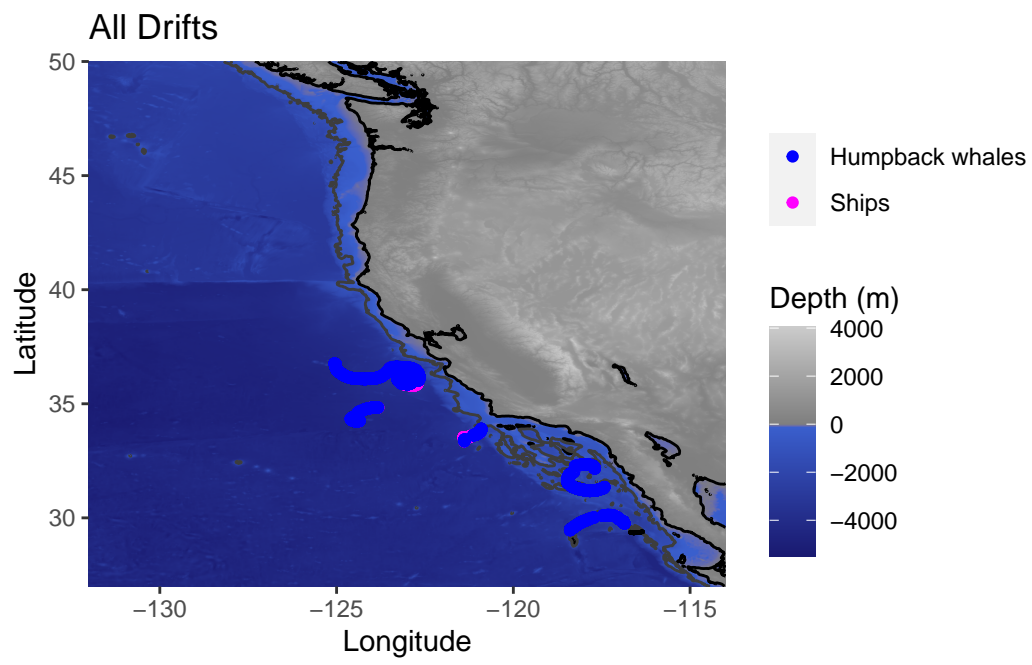 All Drifts
50
45
40
35
30
Latitude
−130
−125
−120
−115
Longitude
Humpback whales
Ships
Depth (m)
4000
2000
0
−2000
−4000